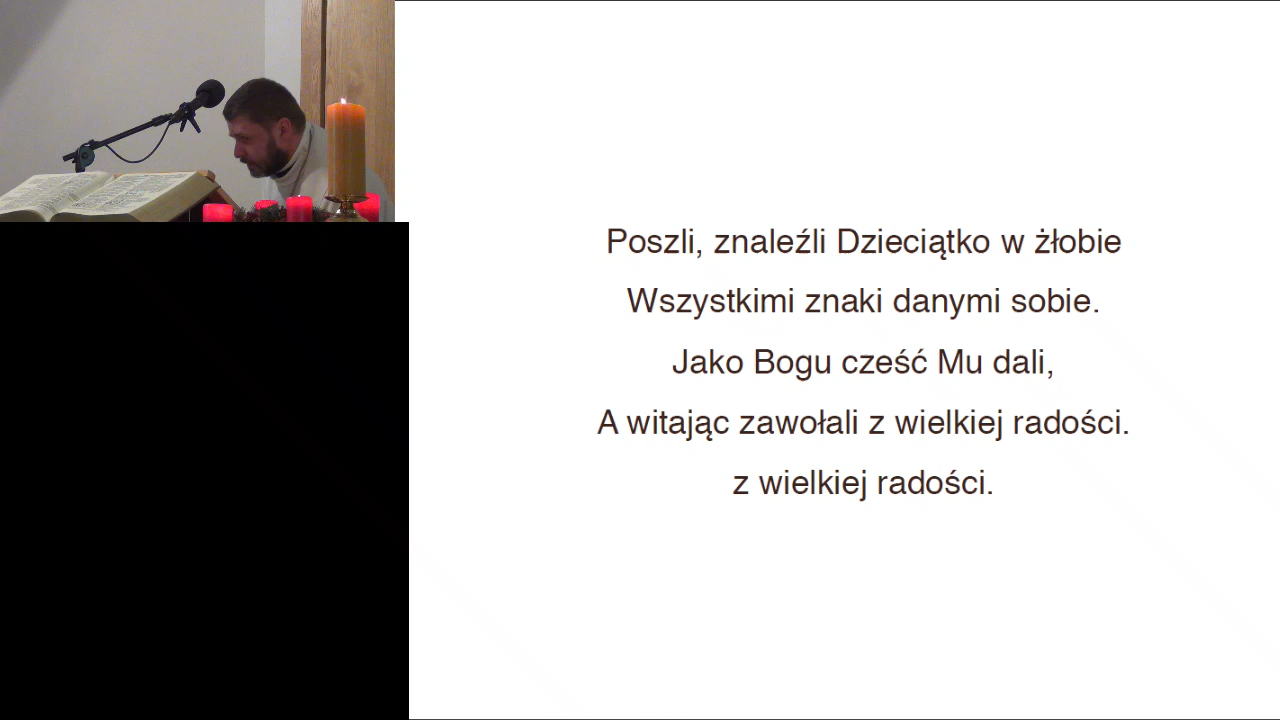 Poszli, znaleźli Dzieciątko w żłobie
Wszystkimi znaki danymi sobie.
Jako Bogu cześć Mu dali,
A witając zawołali z wielkiej radości.
z wielkiej radości.